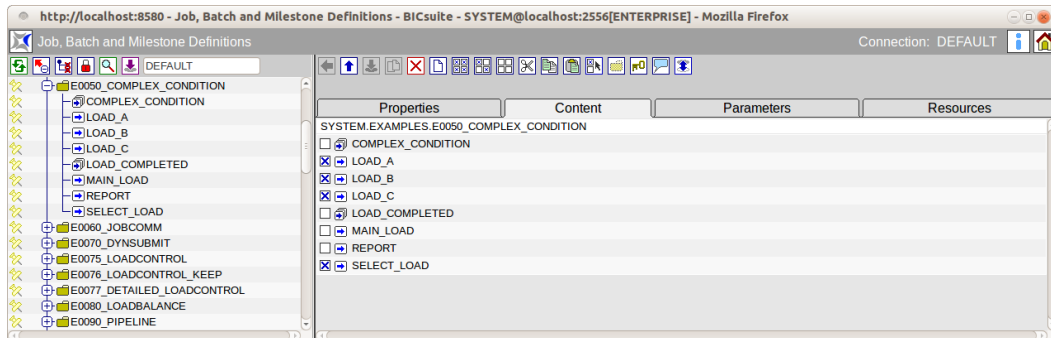 http://localhost:8580 - Job, Batch and Milestone Definitions - BICsuite - SYSTEM@localhost:2556[ENTERPRISE] - Mozilla Firefox
Job, Batch and Milestone Definitions
Connection: DEFAULT
DEFAULT
E0050_COMPLEX_CONDITION
COMPLEX_CONDITION
LOAD_A
LOAD_B
LOAD_C
LOAD_COMPLETED
MAIN_LOAD
REPORT
SELECT_LOAD
E0060_JOBCOMM
E0070_DYNSUBMIT
E0075_LOADCONTROL
E0076_LOADCONTROL_KEEP
E0077_DETAILED_LOADCONTROL
E0080_LOADBALANCE
E0090_PIPELINE
Properties Content Parameters Resources
SYSTEM.EXAMPLES.E0050_COMPLEX_CONDITION
COMPLEX_CONDITION
LOAD_A
LOAD_B
LOAD_C
LOAD_COMPLETED
MAIN_LOAD
REPORT
SELECT_LOAD